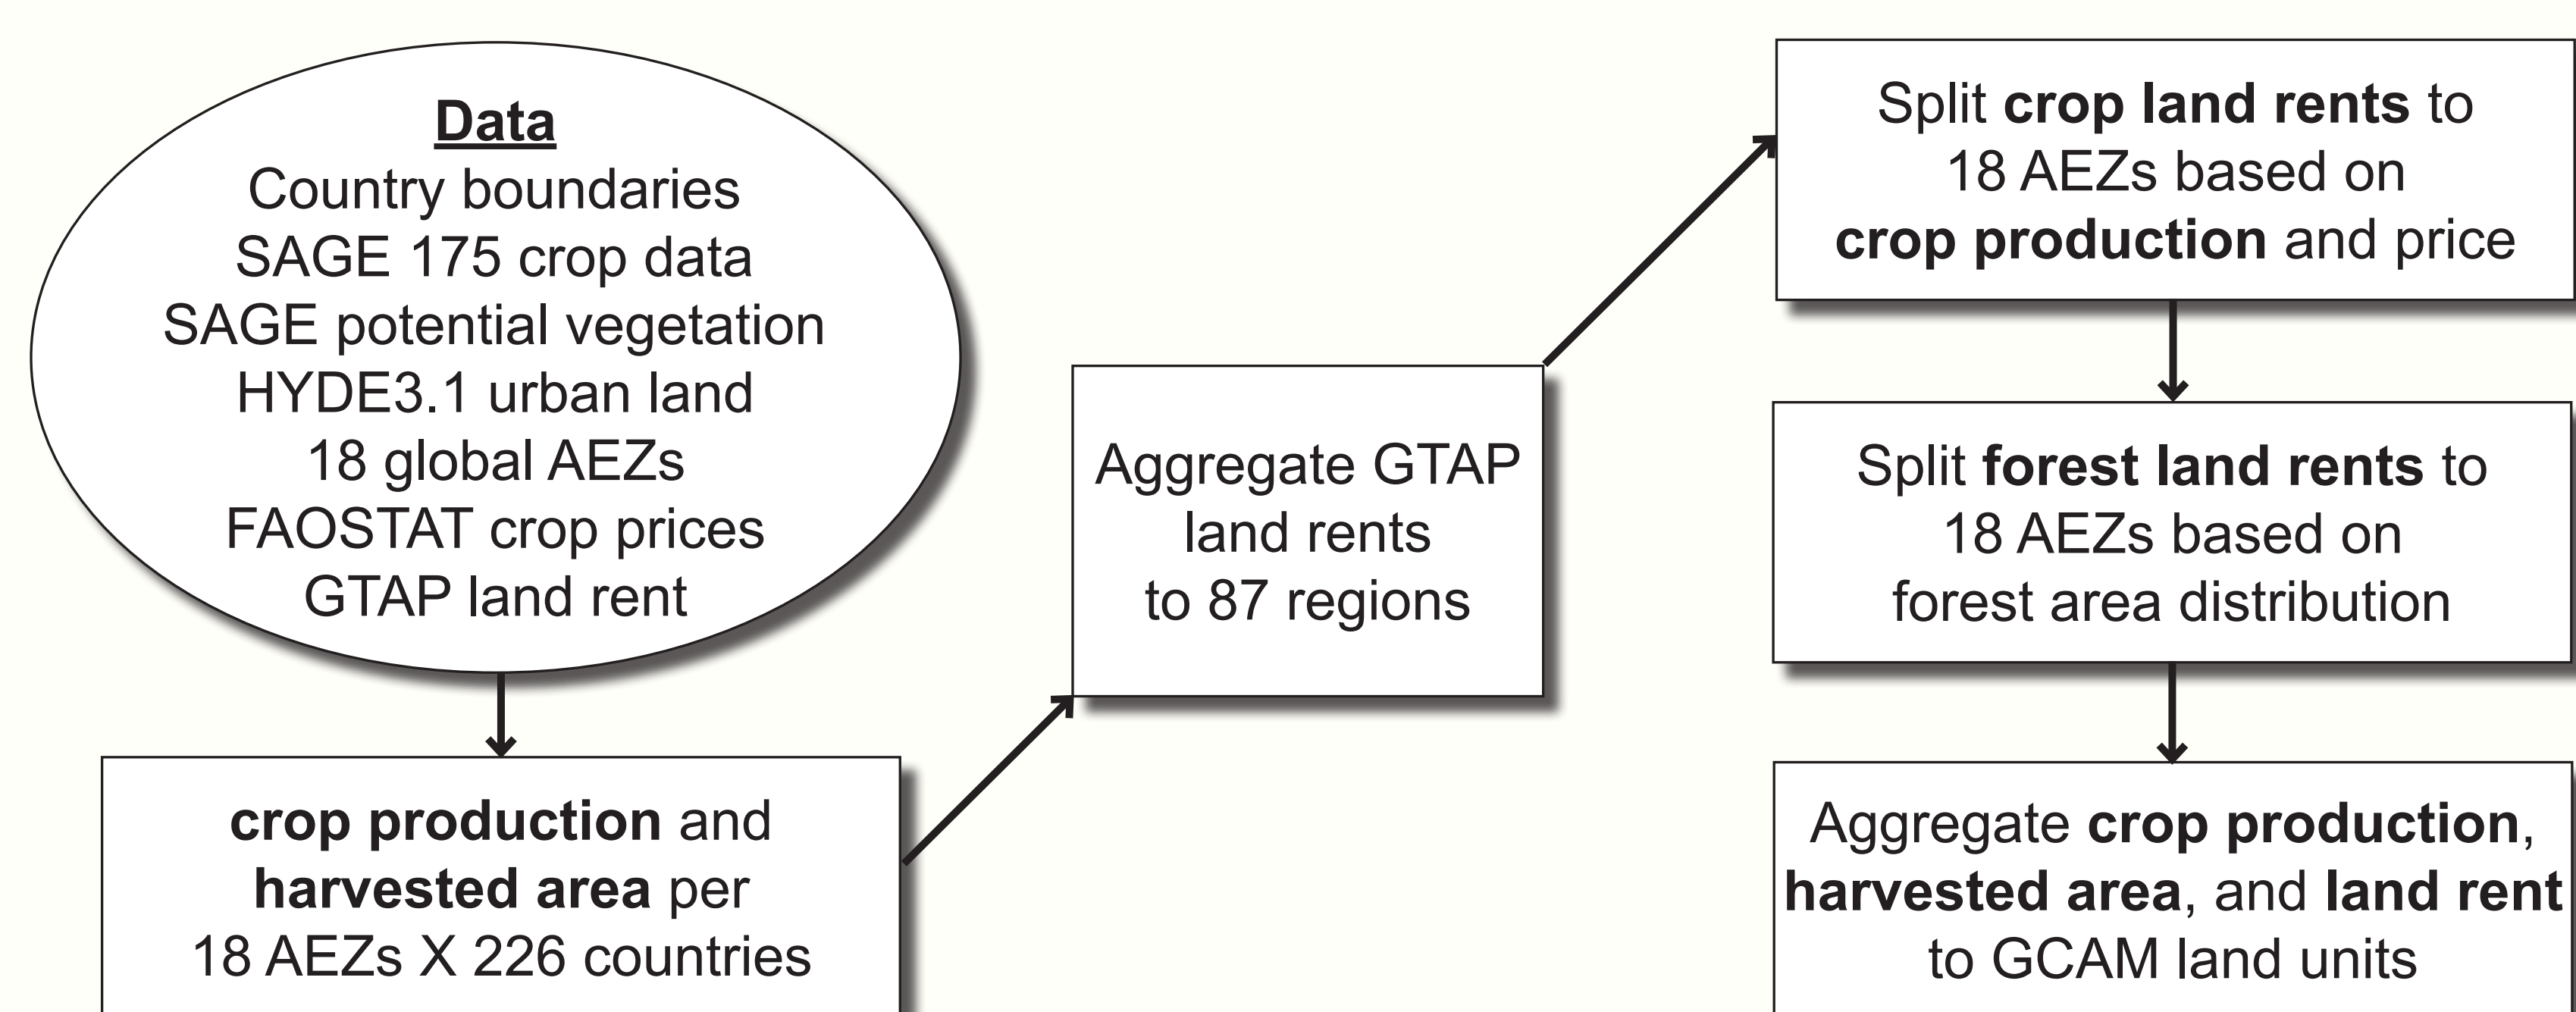 Data
Country boundaries
SAGE 175 crop data
SAGE potential vegetation
HYDE3.1 urban land
18 global AEZs
FAOSTAT crop prices
GTAP land rent
crop production and
harvested area per
18 AEZs X 226 countries
Aggregate GTAP
land rents
to 87 regions
Split crop land rents to
18 AEZs based on
crop production and price
Split forest land rents to
18 AEZs based on
forest area distribution
Aggregate crop production,
harvested area, and land rent
to GCAM land units